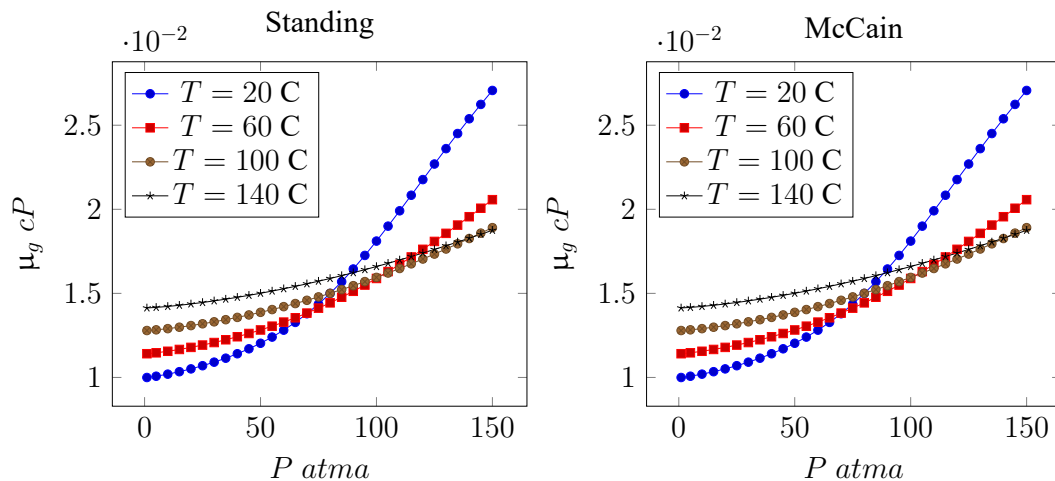 Standing
·10⁻²
T = 20 C
T = 60 C
T = 100 C
T = 140 C
2.5
2
1.5
1
0
50
100
150
μg cP
P atma
McCain
·10⁻²
T = 20 C
T = 60 C
T = 100 C
T = 140 C
2.5
2
1.5
1
0
50
100
150
μg cP
P atma